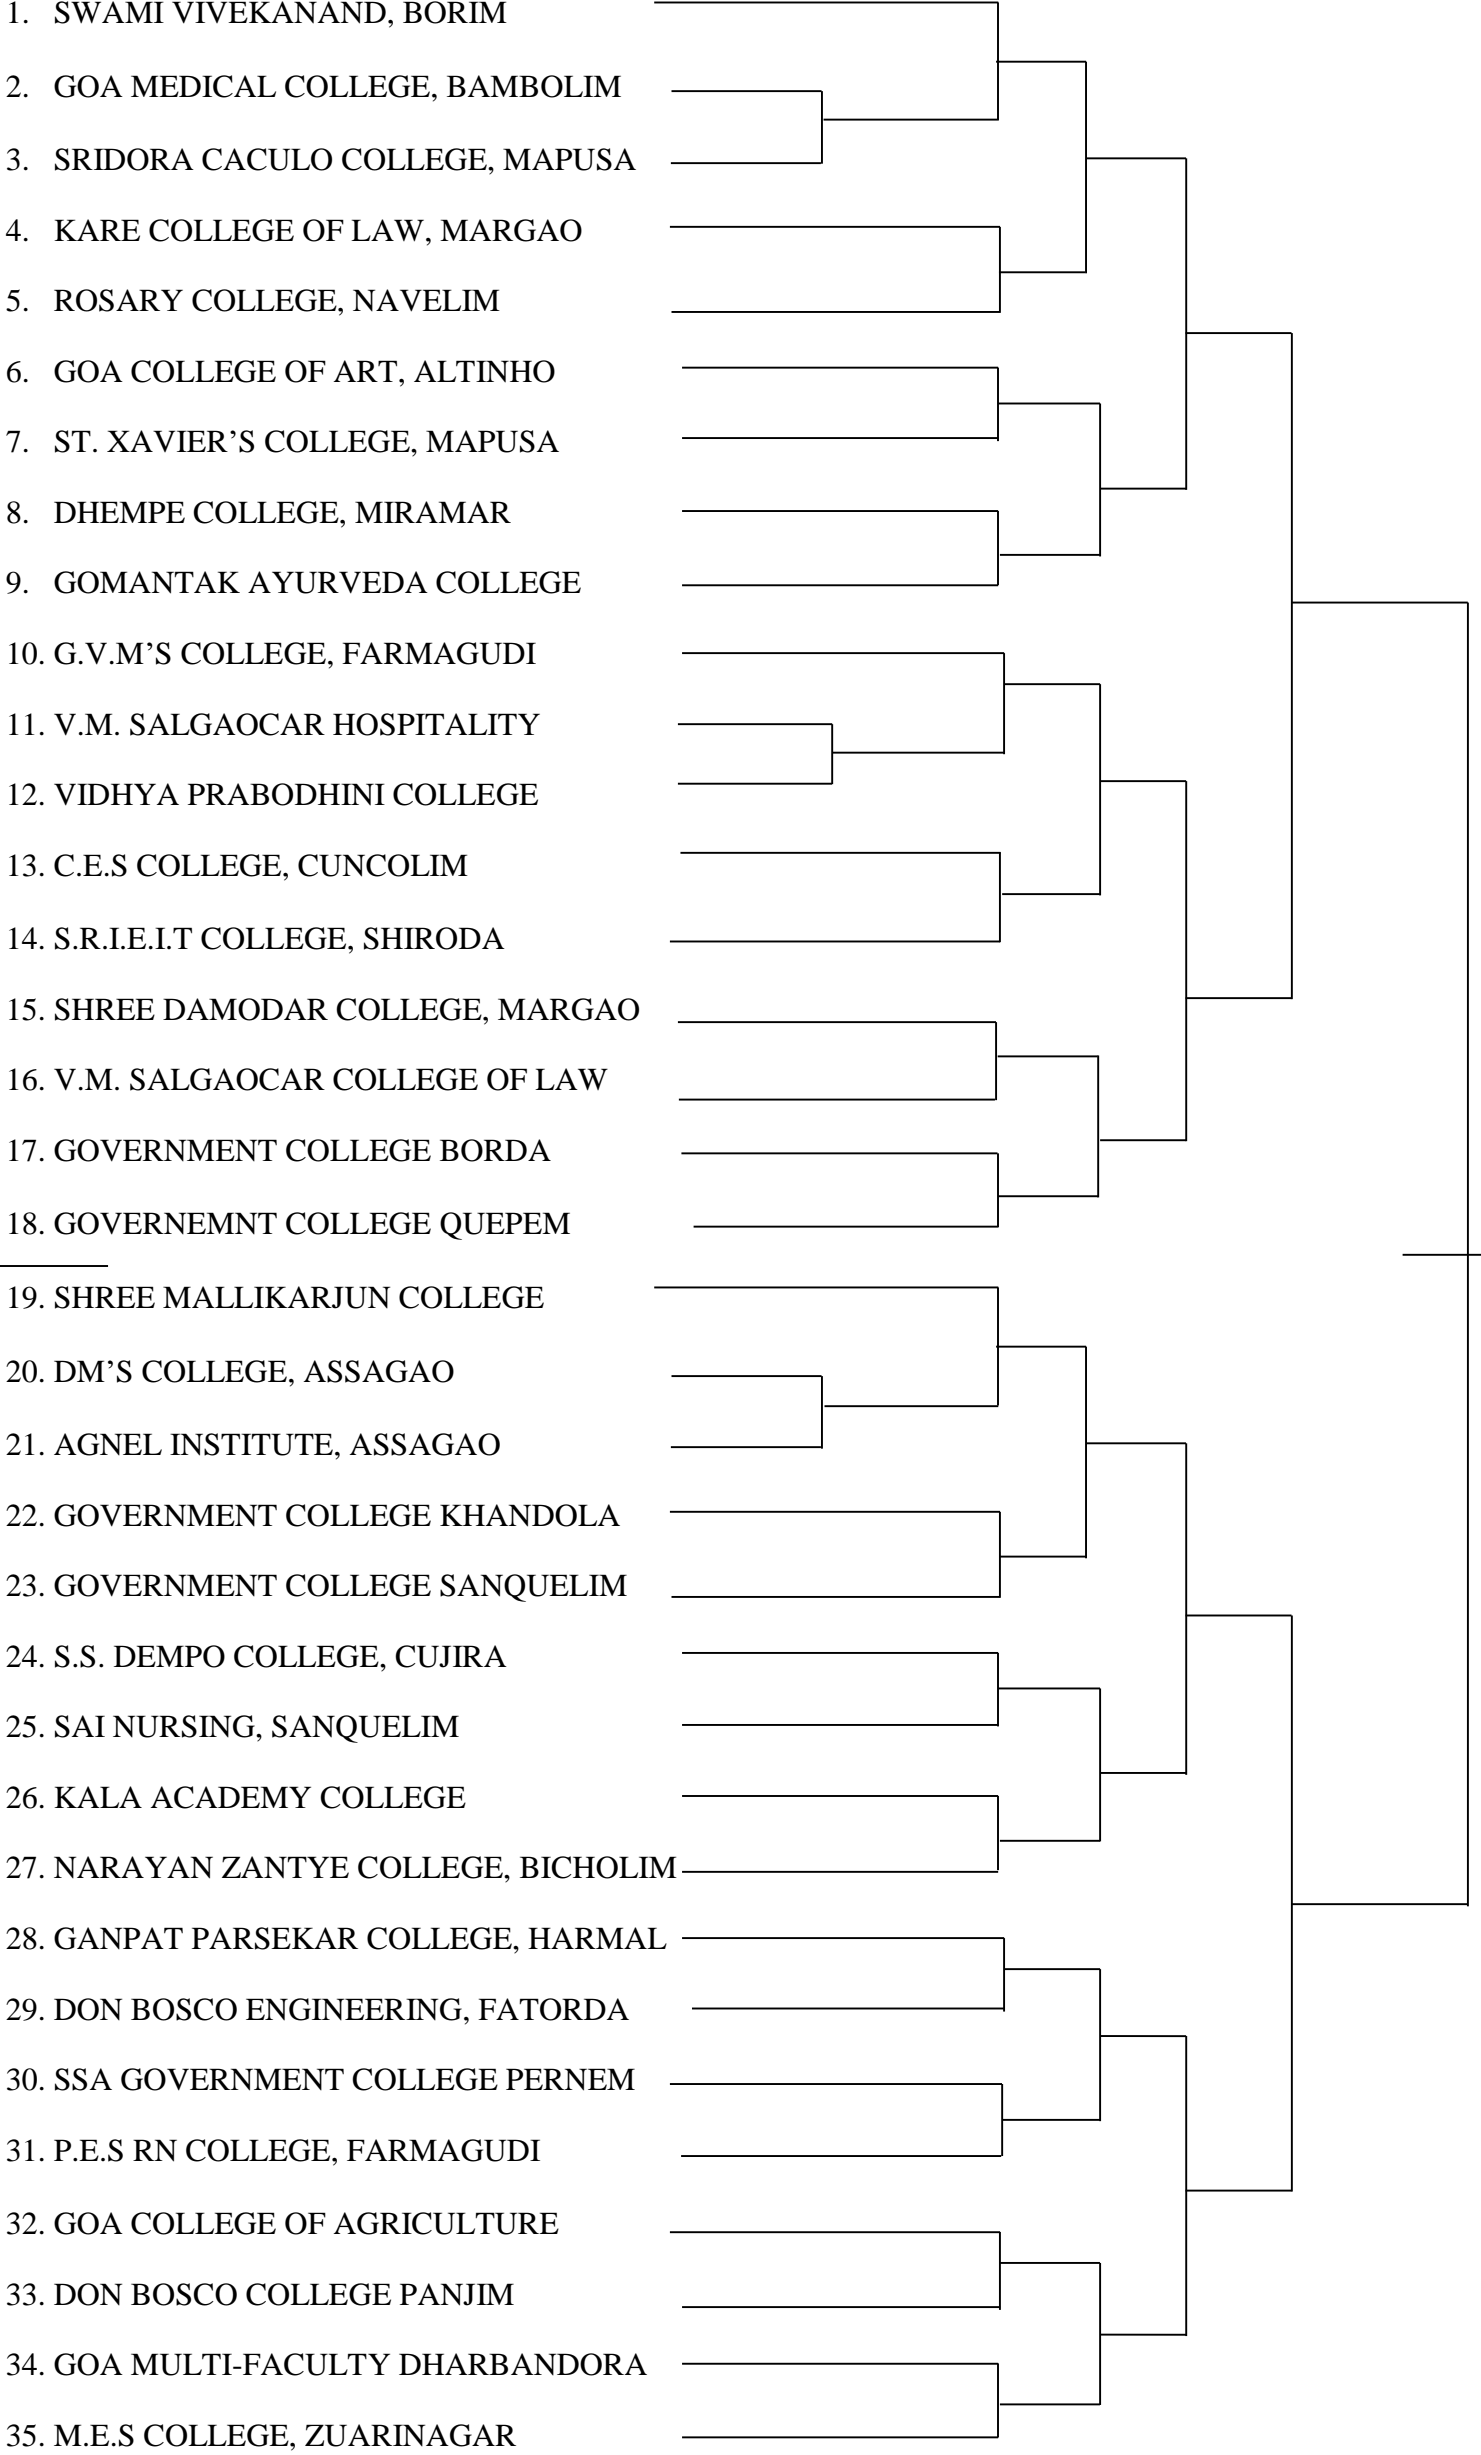 1. SWAMI VIVEKANAND, BORIM
2. GOA MEDICAL COLLEGE, BAMBOLIM
3. SRIDORA CACULO COLLEGE, MAPUSA
4. KARE COLLEGE OF LAW, MARGAO
5. ROSARY COLLEGE, NAVELIM
6. GOA COLLEGE OF ART, ALTINHO
7. ST. XAVIER’S COLLEGE, MAPUSA
8. DHEMPE COLLEGE, MIRAMAR
9. GOMANTAK AYURVEDA COLLEGE
10. G.V.M’S COLLEGE, FARMAGUDI
11. V.M. SALGAOCAR HOSPITALITY
12. VIDHYA PRABODHINI COLLEGE
13. C.E.S COLLEGE, CUNCOLIM
14. S.R.I.E.I.T COLLEGE, SHIRODA
15. SHREE DAMODAR COLLEGE, MARGAO
16. V.M. SALGAOCAR COLLEGE OF LAW
17. GOVERNMENT COLLEGE BORDA
18. GOVERNEMNT COLLEGE QUEPEM
19. SHREE MALLIKARJUN COLLEGE
20. DM’S COLLEGE, ASSAGAO
21. AGNEL INSTITUTE, ASSAGAO
22. GOVERNMENT COLLEGE KHANDOLA
23. GOVERNMENT COLLEGE SANQUELIM
24. S.S. DEMPO COLLEGE, CUJIRA
25. SAI NURSING, SANQUELIM
26. KALA ACADEMY COLLEGE
27. NARAYAN ZANTYE COLLEGE, BICHOLIM
28. GANPAT PARSEKAR COLLEGE, HARMAL
29. DON BOSCO ENGINEERING, FATORDA
30. SSA GOVERNMENT COLLEGE PERNEM
31. P.E.S RN COLLEGE, FARMAGUDI
32. GOA COLLEGE OF AGRICULTURE
33. DON BOSCO COLLEGE PANJIM
34. GOA MULTI-FACULTY DHARBANDORA
35. M.E.S COLLEGE, ZUARINAGAR